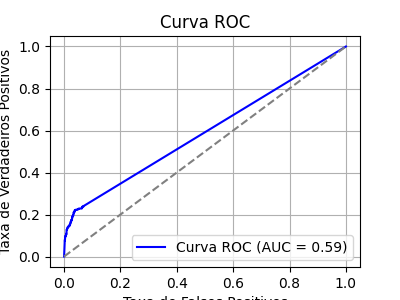 Curva ROC
Taxa de Verdadeiros Positivos
1.0
0.8
0.6
0.4
0.2
0.0
Curva ROC (AUC = 0.59)
0.0 0.2 0.4 0.6 0.8 1.0
Taxa de Falsos Positivos